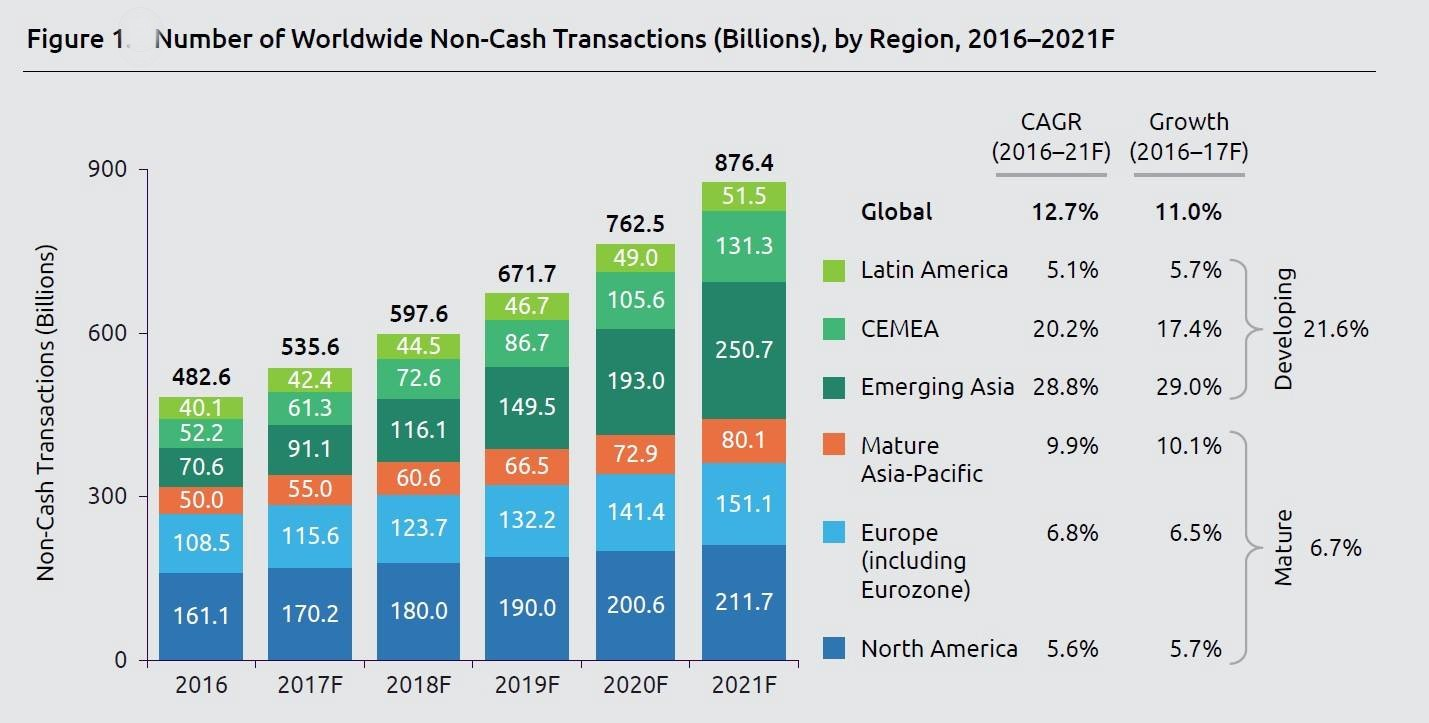 Figure 1. Number of Worldwide Non-Cash Transactions (Billions), by Region, 2016–2021F
CAGR
(2016–21F)
Growth
(2016–17F)
Non-Cash Transactions (Billions)
900
600
300
0
482.6
40.1
52.2
70.6
50.0
108.5
161.1
2016
535.6
42.4
61.3
91.1
55.0
115.6
170.2
2017F
597.6
44.5
72.6
116.1
60.6
123.7
180.0
2018F
671.7
46.7
86.7
149.5
66.5
132.2
190.0
2019F
762.5
49.0
105.6
193.0
72.9
141.4
200.6
2020F
876.4
51.5
131.3
250.7
80.1
151.1
211.7
2021F
Global 12.7% 11.0%
Latin America 5.1% 5.7%
CEMEA 20.2% 17.4%
Emerging Asia 28.8% 29.0%
Developing 21.6%
Mature 9.9% 10.1%
Asia-Pacific
Europe 6.8% 6.5%
(including
Eurozone)
North America 5.6% 5.7%
Mature 6.7%